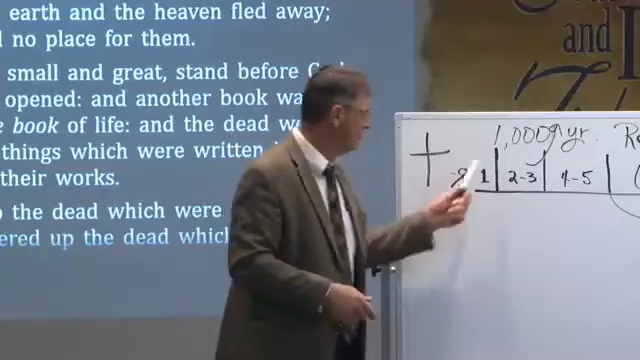 earth and the heaven fled away;
no place for them.
small and great, stand before
opened: and another book
book of life: and the dead
things which were written
their works.
the dead which were
ered up the dead which
and
1,000 yr.
1
2-3
4-5